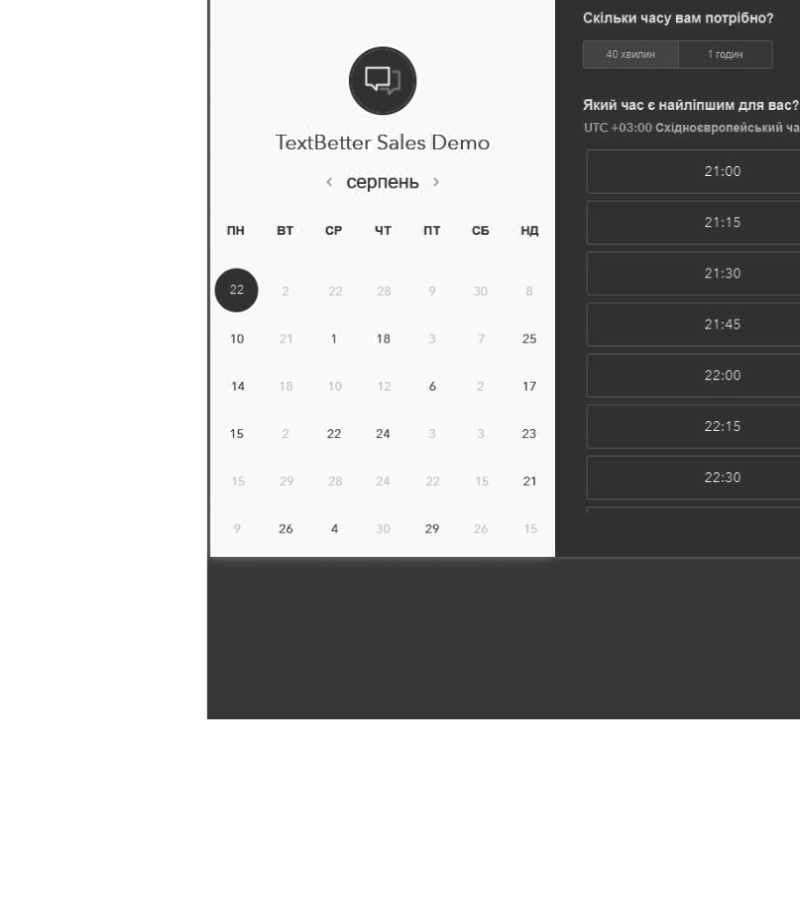 TextBetter Sales Demo
серпень
ПН ВТ СР ЧТ ПТ СБ НД
22 2 22 28 9 30 8
10 21 1 18 3 7 25
14 18 10 12 6 2 17
15 2 22 24 3 3 23
15 29 28 24 22 15 21
9 26 4 30 29 26 15
Скільки часу вам потрібно?
40 хвилин 1 годин
Який час є найліпшим для вас?
UTC +03:00 Східноєвропейський ча
21:00
21:15
21:30
21:45
22:00
22:15
22:30